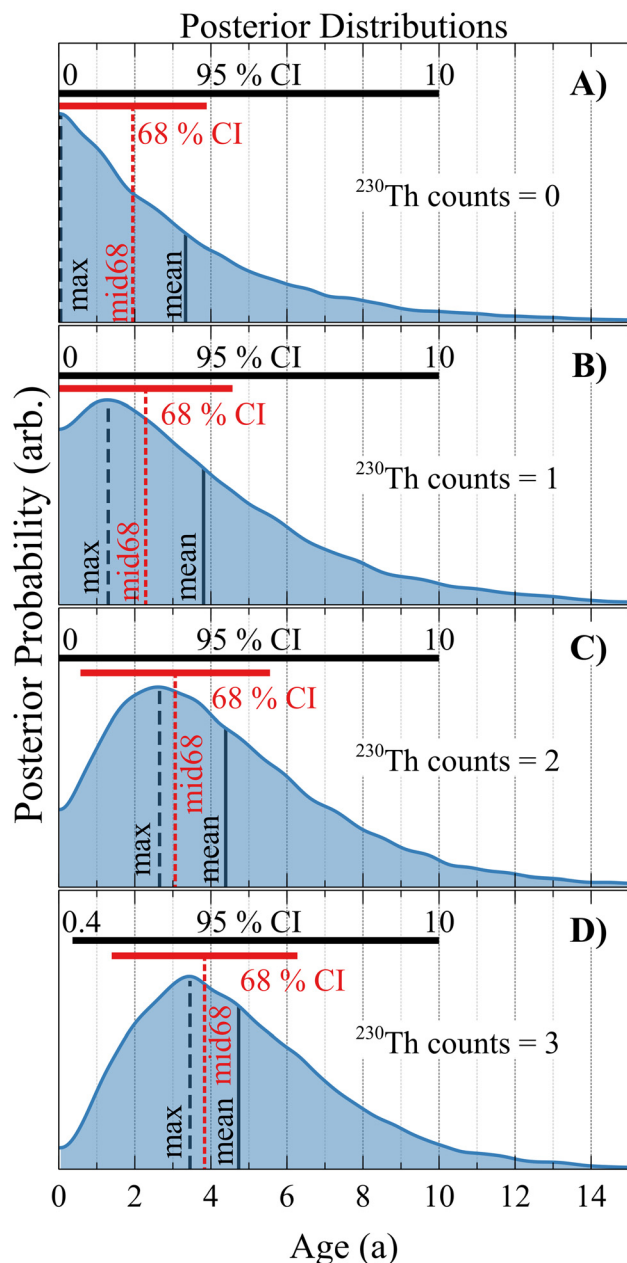 Posterior Distributions
0 95 % CI 10 A)
68 % CI
²³⁰Th counts = 0
max
mid68
mean
0 95 % CI 10 B)
68 % CI
²³⁰Th counts = 1
max
mid68
mean
0 95 % CI 10 C)
68 % CI
²³⁰Th counts = 2
max
mid68
mean
0.4 95 % CI 10 D)
68 % CI
²³⁰Th counts = 3
max
mid68
mean
Posterior Probability (arb.)
0 2 4 6 8 10 12 14
Age (a)